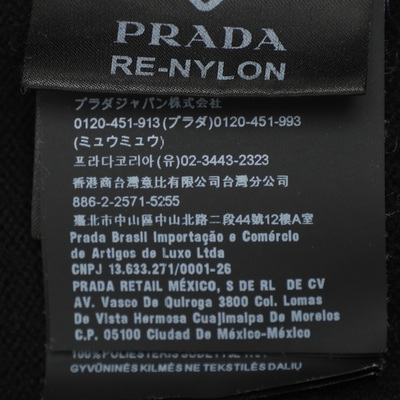 PRADA
RE-NYLON
プラダジャパン株式会社
0120-451-913 (プラダ)0120-451-993
(ミュウミュウ)
프라다코리아 (유)02-3443-2323
香港商台灣意比有限公司台灣分公司
886-2-2571-5255
臺北市中山區中山北路二段44號12樓A室
Prada Brasil Importação e Comércio
de Artigos de Luxo Ltda
CNPJ 13.633.271/0001-26
PRADA RETAIL MÉXICO, S DE RL DE CV
AV. Vasco De Quiroga 3800 Col. Lomas
De Vista Hermosa Cuajimalpa De Morelos
C.P. 05100 Ciudad De México-México
GYVŪNINĖS KILMĖS NE TEKSTILĖS DALIŲ